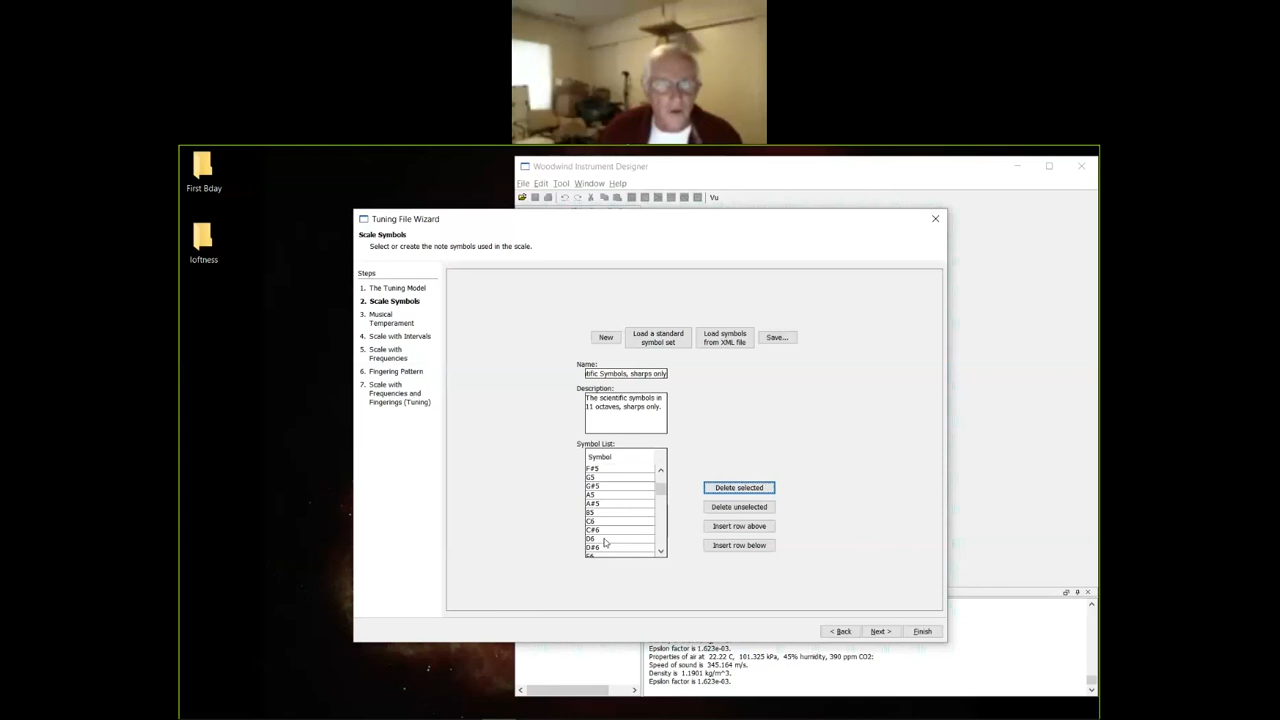 First Bday
loftness
Woodwind Instrument Designer
File Edit Tool Window Help
Vu
Tuning File Wizard
Scale Symbols
Select or create the note symbols used in the scale.
Steps
1. The Tuning Model
2. Scale Symbols
3. Musical
Temperament
4. Scale with Intervals
5. Scale with
Frequencies
6. Fingering Pattern
7. Scale with
Frequencies and
Fingerings (Tuning)
New
Load a standard
symbol set
Load symbols
from XML file
Save...
Name:
tific Symbols, sharps only
Description:
The scientific symbols in
11 octaves, sharps only.
Symbol List:
Symbol
F#5
G5
G#5
A5
A#5
B5
C6
C#6
D6
D#6
Delete selected
Delete unselected
Insert row above
Insert row below
< Back Next > Finish
Epsilon factor is 1.623e-03.
Properties of air at 22.22 C, 101.325 kPa, 45% humidity, 390 ppm CO2:
Speed of sound is 345.164 m/s.
Density is 1.1901 kg/m^3.
Epsilon factor is 1.623e-03.